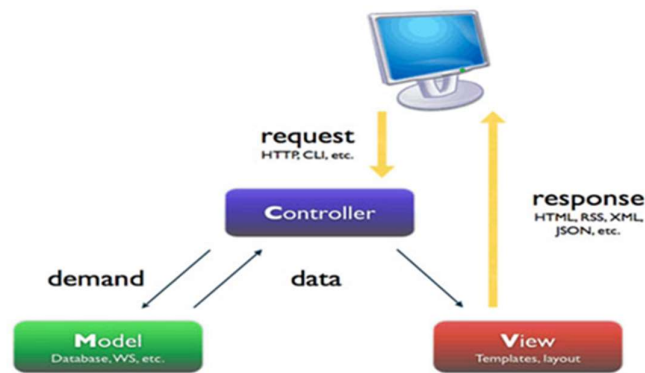 request
HTTP, CLI, etc.
Controller
response
HTML, RSS, XML,
JSON, etc.
demand
data
Model
Database, WS, etc.
View
Templates, layout